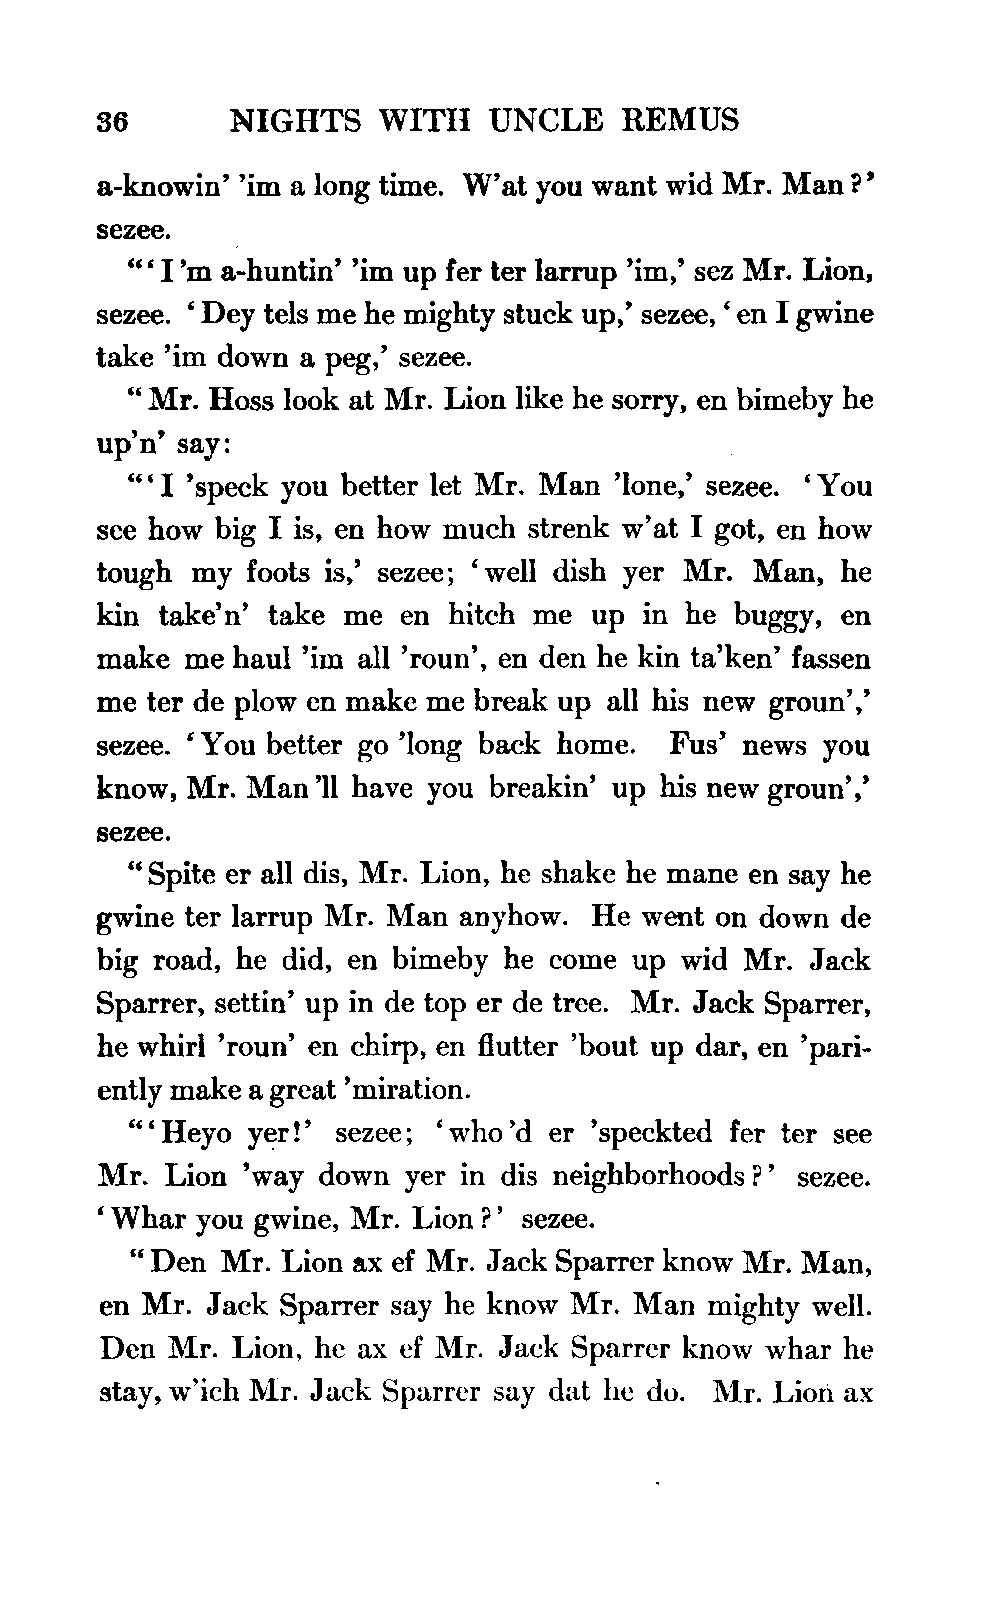 36 NIGHTS WITH UNCLE REMUS
a-knowin' 'im a long time. W'at you want wid Mr. Man?'
sezee.
"'I 'm a-huntin' 'im up fer ter larrup 'im,' sez Mr. Lion,
sezee. 'Dey tels me he mighty stuck up,' sezee, 'en I gwine
take 'im down a peg,' sezee.
"Mr. Hoss look at Mr. Lion like he sorry, en bimeby he
up'n' say:
"'I 'speck you better let Mr. Man 'lone,' sezee. 'You
see how big I is, en how much strenk w'at I got, en how
tough my foots is,' sezee; 'well dish yer Mr. Man, he
kin take'n' take me en hitch me up in he buggy, en
make me haul 'im all 'roun', en den he kin ta'ken' fassen
me ter de plow en make me break up all his new groun','
sezee. 'You better go 'long back home. Fus' news you
know, Mr. Man 'll have you breakin' up his new groun','
sezee.
"Spite er all dis, Mr. Lion, he shake he mane en say he
gwine ter larrup Mr. Man anyhow. He went on down de
big road, he did, en bimeby he come up wid Mr. Jack
Sparrer, settin' up in de top er de tree. Mr. Jack Sparrer,
he whirl 'roun' en chirp, en flutter 'bout up dar, en 'pari-
ently make a great 'miration.
"'Heyo yer!' sezee; 'who 'd er 'speckted fer ter see
Mr. Lion 'way down yer in dis neighborhoods?' sezee.
'Whar you gwine, Mr. Lion?' sezee.
"Den Mr. Lion ax ef Mr. Jack Sparrer know Mr. Man,
en Mr. Jack Sparrer say he know Mr. Man mighty well.
Den Mr. Lion, he ax ef Mr. Jack Sparrer know whar he
stay, w'ich Mr. Jack Sparrer say dat he do. Mr. Lion ax